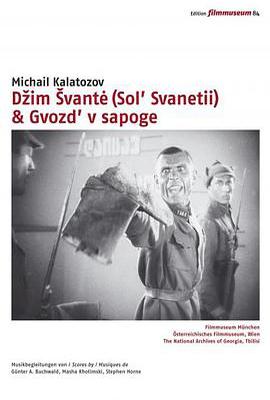 Edition filmmuseum 84
Michail Kalatozov
Džim Švantė (Sol' Svanetii)
& Gvozd' v sapoge
Filmmuseum München
Österreichisches Filmmuseum, Wien
The National Archives of Georgia, Tbilisi
Musikbegleitungen von / Scores by / Musiques de
Günter A. Buchwald, Masha Khotimski, Stephen Horne